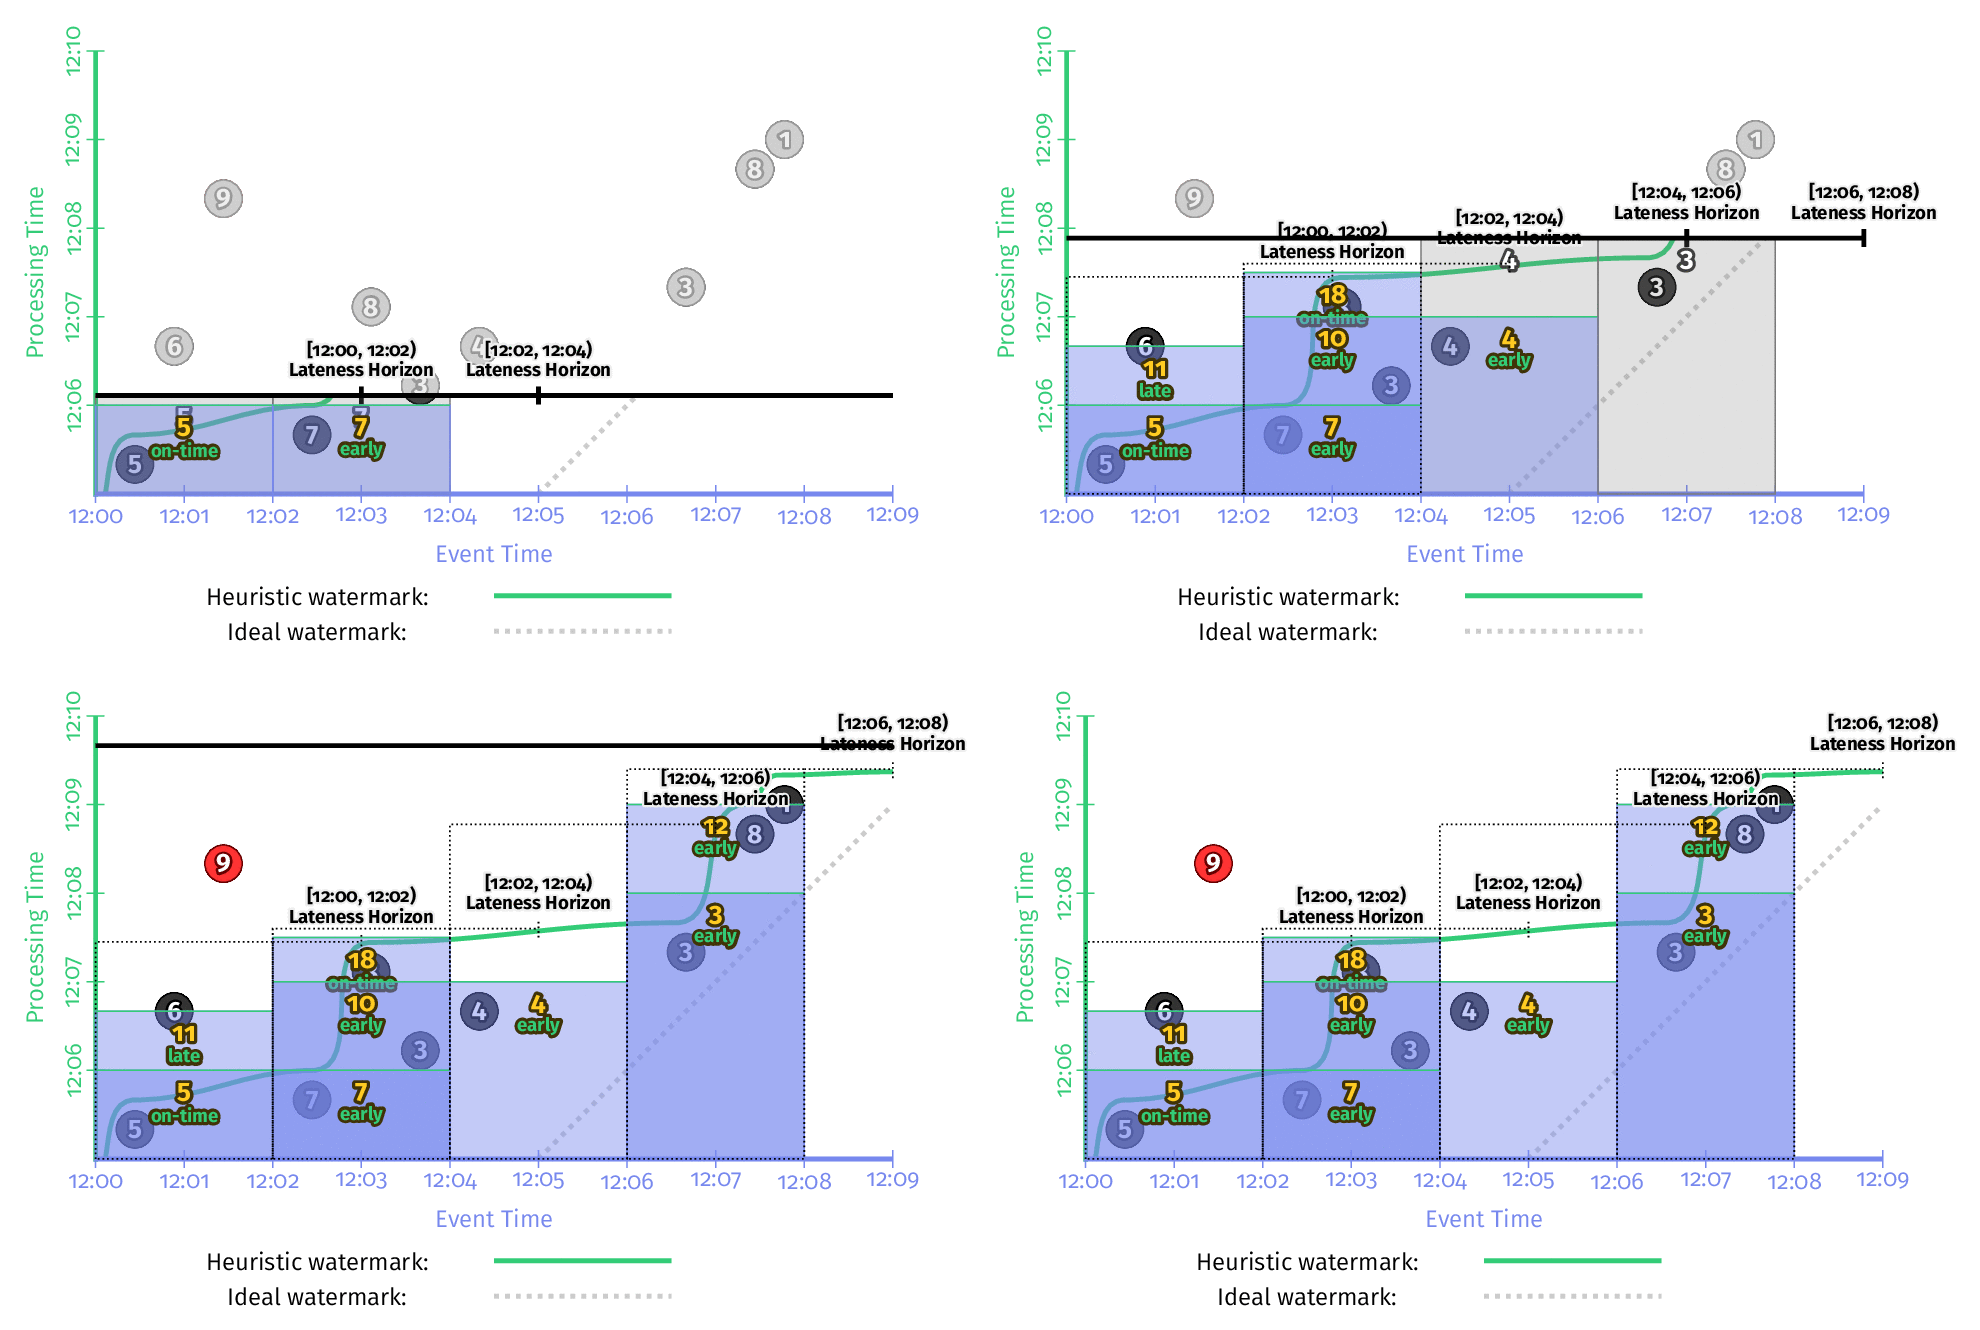 12:10
12:09
12:08
12:07
12:06
Processing Time
1
8
9
3
8
6
4
[12:00, 12:02)
Lateness Horizon
[12:02, 12:04)
Lateness Horizon
3
5
5
on-time
5
7
7
early
7
12:00 12:01 12:02 12:03 12:04 12:05 12:06 12:07 12:08 12:09
Event Time
Heuristic watermark:
Ideal watermark:
12:10
12:09
12:08
12:07
12:06
Processing Time
1
8
9
[12:04, 12:06)
Lateness Horizon
[12:06, 12:08)
Lateness Horizon
[12:02, 12:04)
Lateness Horizon
[12:00, 12:02)
Lateness Horizon
4
3
3
18
on-time
10
early
6
11
late
4
4
early
3
5
on-time
5
7
7
early
12:00 12:01 12:02 12:03 12:04 12:05 12:06 12:07 12:08 12:09
Event Time
Heuristic watermark:
Ideal watermark:
12:10
12:09
12:08
12:07
12:06
Processing Time
[12:06, 12:08)
Lateness Horizon
[12:04, 12:06)
Lateness Horizon
12
early
8
9
[12:00, 12:02)
Lateness Horizon
[12:02, 12:04)
Lateness Horizon
3
early
3
18
on-time
10
early
6
11
late
4
4
early
3
5
on-time
5
7
7
early
12:00 12:01 12:02 12:03 12:04 12:05 12:06 12:07 12:08 12:09
Event Time
Heuristic watermark:
Ideal watermark:
12:10
12:09
12:08
12:07
12:06
Processing Time
[12:06, 12:08)
Lateness Horizon
[12:04, 12:06)
Lateness Horizon
12
early
8
9
[12:00, 12:02)
Lateness Horizon
[12:02, 12:04)
Lateness Horizon
3
early
3
18
on-time
10
early
6
11
late
4
4
early
3
5
on-time
5
7
7
early
12:00 12:01 12:02 12:03 12:04 12:05 12:06 12:07 12:08 12:09
Event Time
Heuristic watermark:
Ideal watermark: